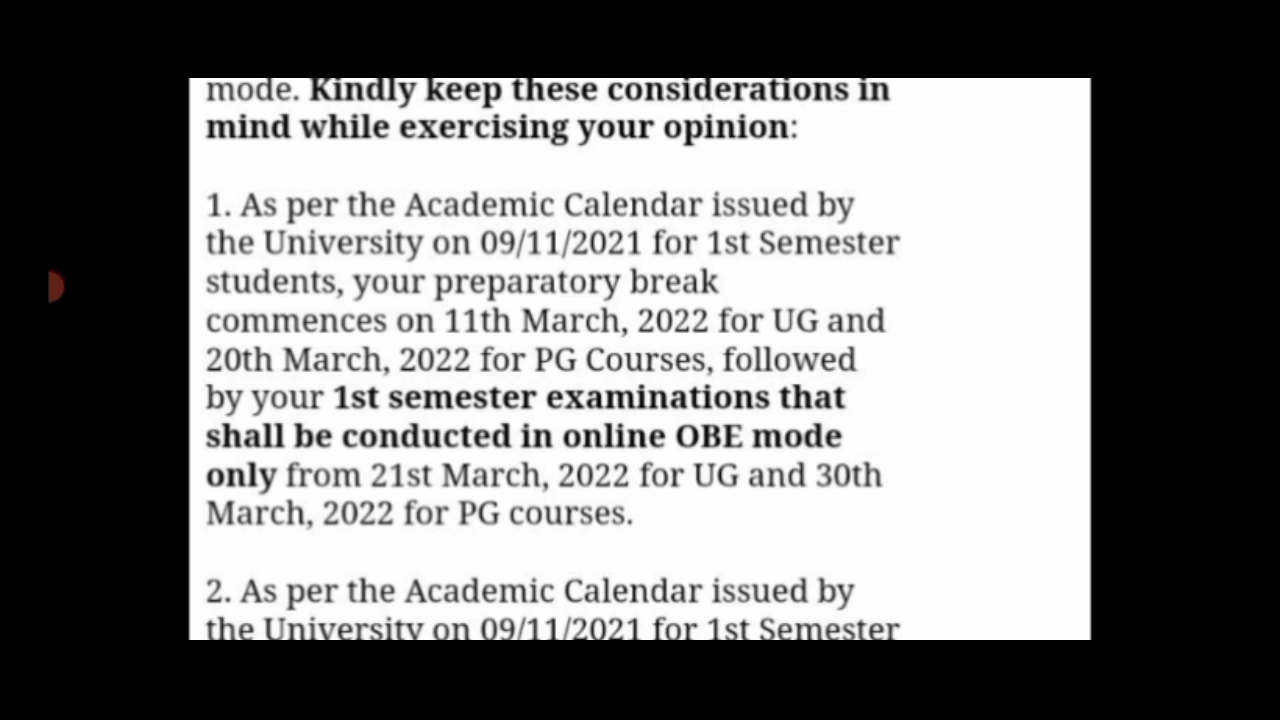 mode. Kindly keep these considerations in
mind while exercising your opinion:
1. As per the Academic Calendar issued by
the University on 09/11/2021 for 1st Semester
students, your preparatory break
commences on 11th March, 2022 for UG and
20th March, 2022 for PG Courses, followed
by your 1st semester examinations that
shall be conducted in online OBE mode
only from 21st March, 2022 for UG and 30th
March, 2022 for PG courses.
2. As per the Academic Calendar issued by
the University on 09/11/2021 for 1st Semester